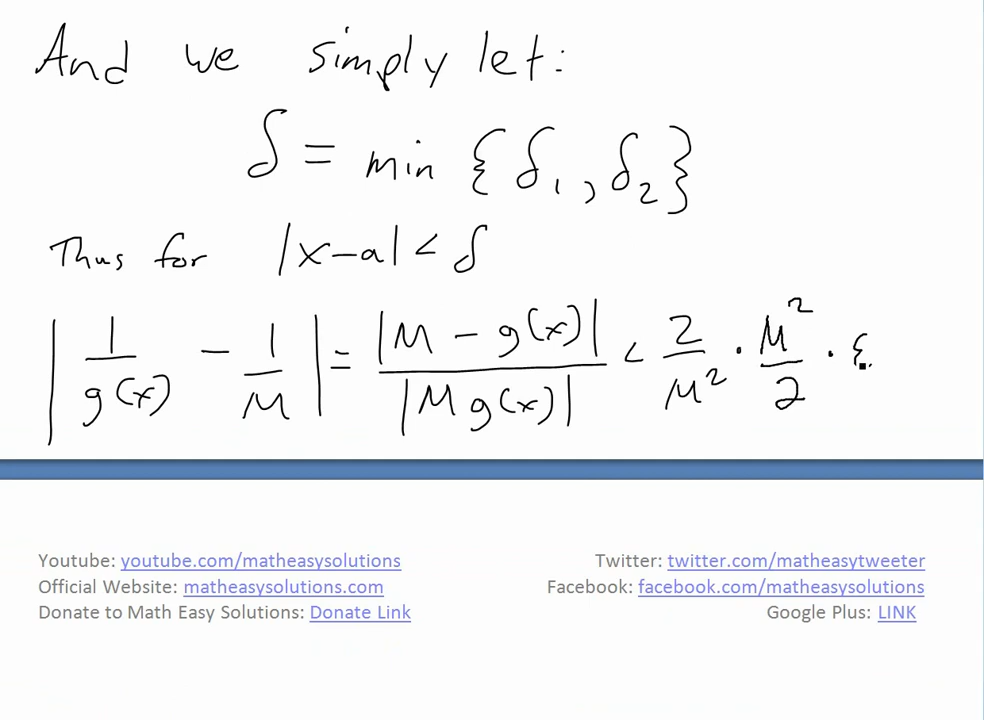 And we simply let:
δ = min {δ₁, δ₂}
Thus for |x-a| < δ
|1/g(x) - 1/M| = |M - g(x)|/|Mg(x)| < 2/M² · M²/2 · ε
Youtube: youtube.com/matheasysolutions
Official Website: matheasysolutions.com
Donate to Math Easy Solutions: Donate Link
Twitter: twitter.com/matheasytweeter
Facebook: facebook.com/matheasysolutions
Google Plus: LINK